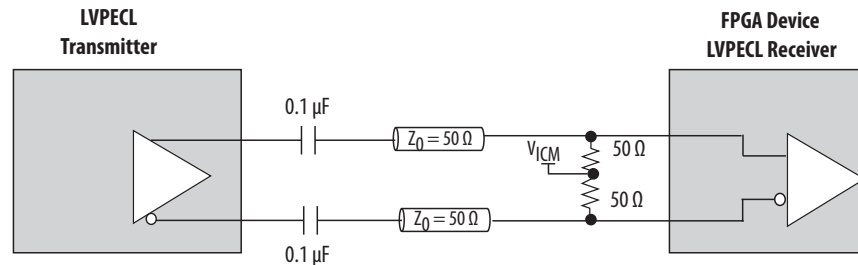 LVPECL
Transmitter
FPGA Device
LVPECL Receiver
0.1 µF
Z0 = 50 Ω
VICM
50 Ω
50 Ω
Z0 = 50 Ω
0.1 µF